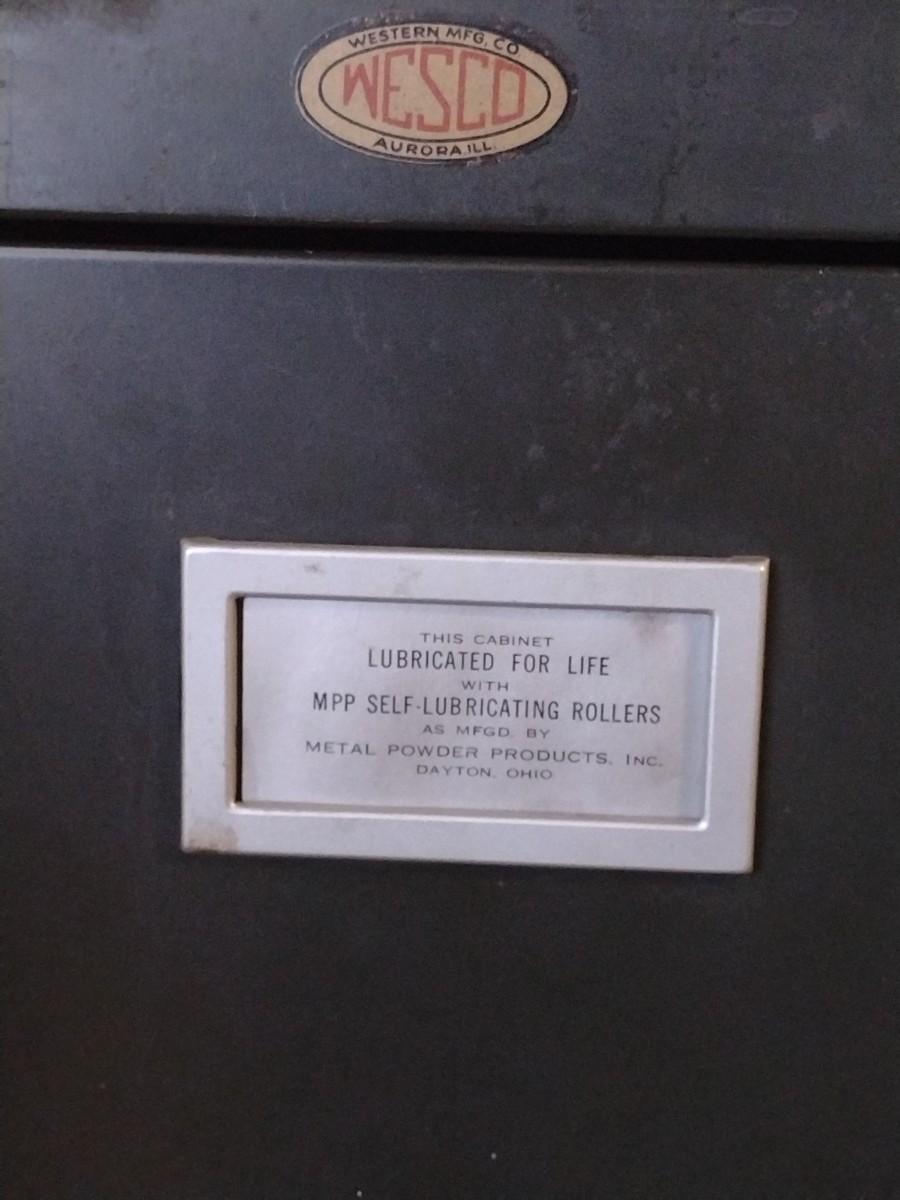 WESTERN MFG, CO.
WESCO
AURORA, ILL.
THIS CABINET
LUBRICATED FOR LIFE
WITH
MPP SELF-LUBRICATING ROLLERS
AS MFGD. BY
METAL POWDER PRODUCTS, INC.
DAYTON, OHIO